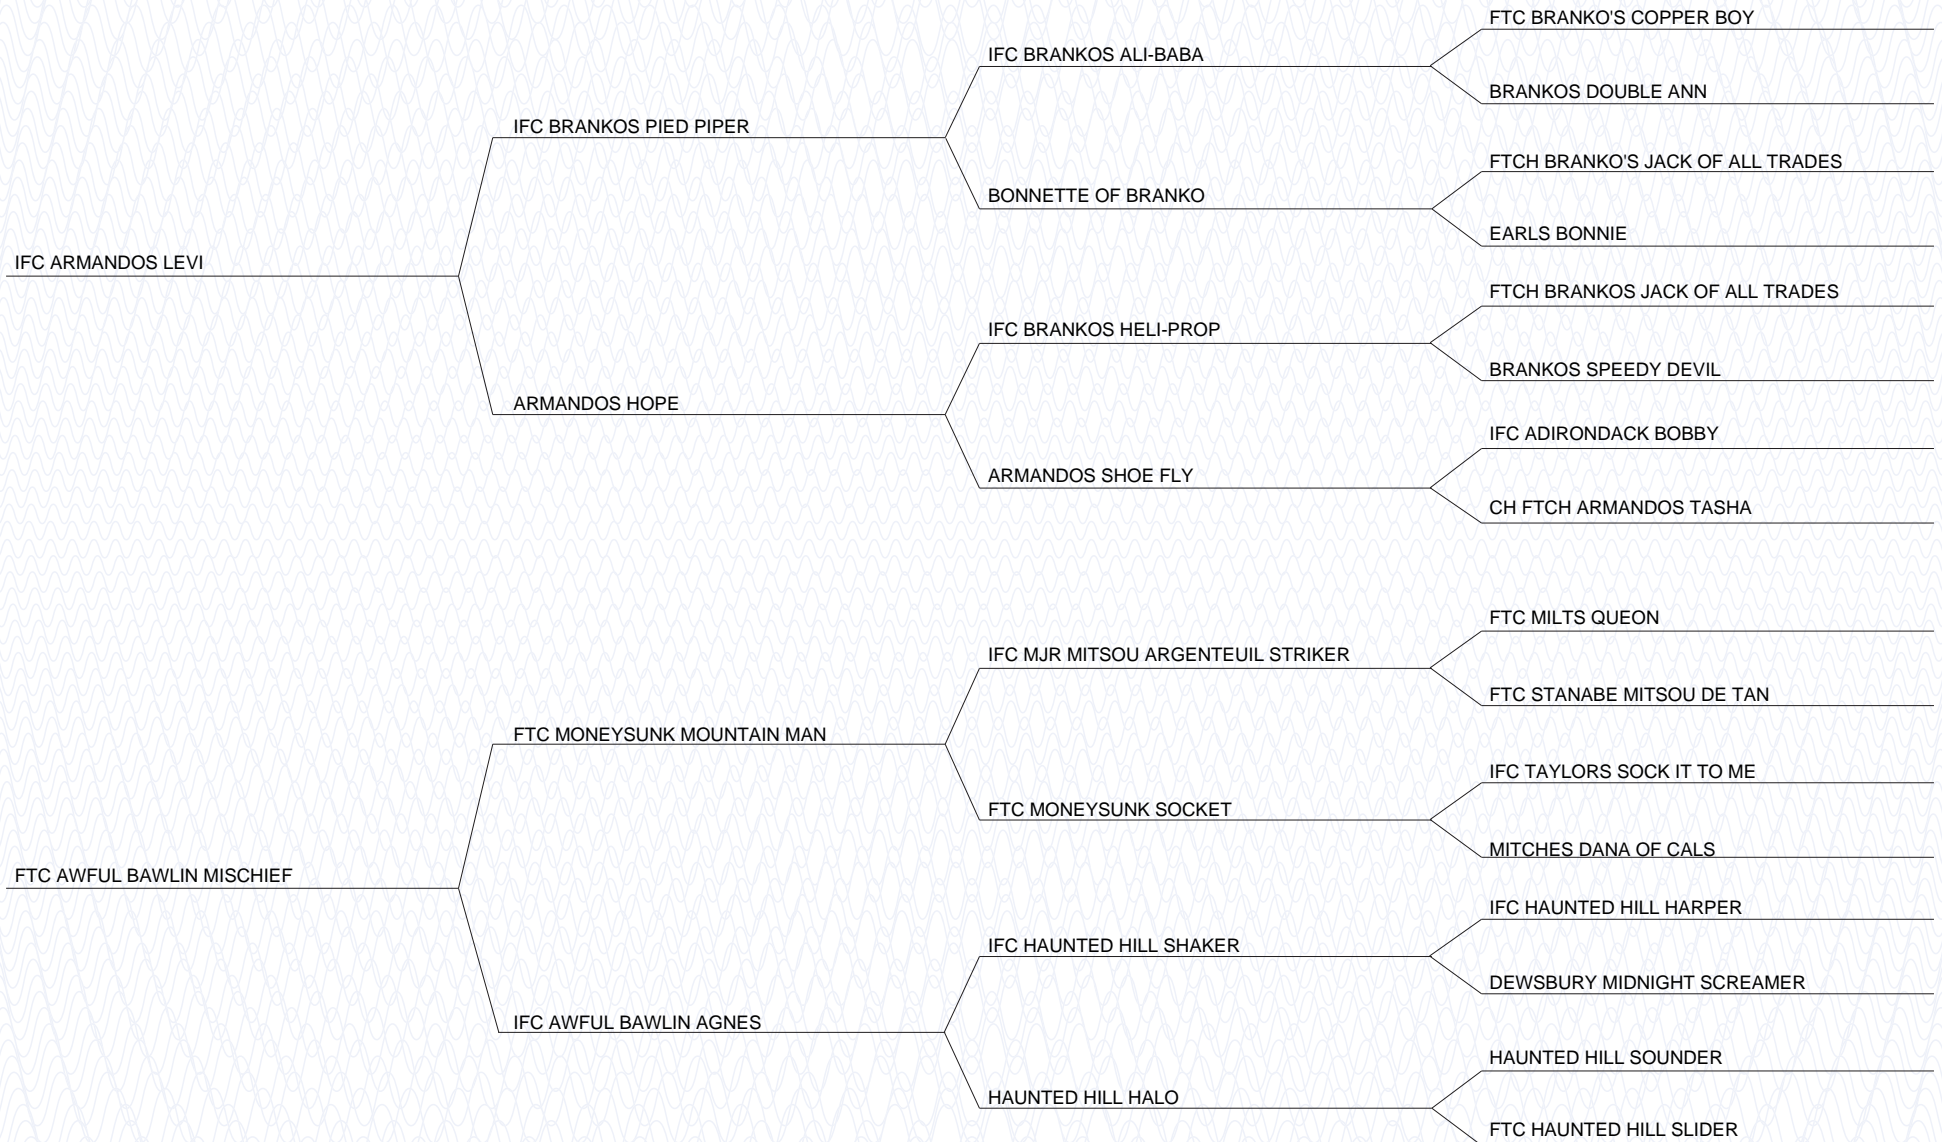 FTC BRANKO'S COPPER BOY
IFC BRANKOS ALI-BABA
BRANKOS DOUBLE ANN
IFC BRANKOS PIED PIPER
FTCH BRANKO'S JACK OF ALL TRADES
BONNETTE OF BRANKO
EARLS BONNIE
IFC ARMANDOS LEVI
FTCH BRANKOS JACK OF ALL TRADES
IFC BRANKOS HELI-PROP
BRANKOS SPEEDY DEVIL
ARMANDOS HOPE
IFC ADIRONDACK BOBBY
ARMANDOS SHOE FLY
CH FTCH ARMANDOS TASHA
FTC MILTS QUEON
IFC MJR MITSOU ARGENTEUIL STRIKER
FTC STANABE MITSOU DE TAN
FTC MONEYSUNK MOUNTAIN MAN
IFC TAYLORS SOCK IT TO ME
FTC MONEYSUNK SOCKET
MITCHES DANA OF CALS
FTC AWFUL BAWLIN MISCHIEF
IFC HAUNTED HILL HARPER
IFC HAUNTED HILL SHAKER
DEWSBURY MIDNIGHT SCREAMER
IFC AWFUL BAWLIN AGNES
HAUNTED HILL SOUNDER
HAUNTED HILL HALO
FTC HAUNTED HILL SLIDER